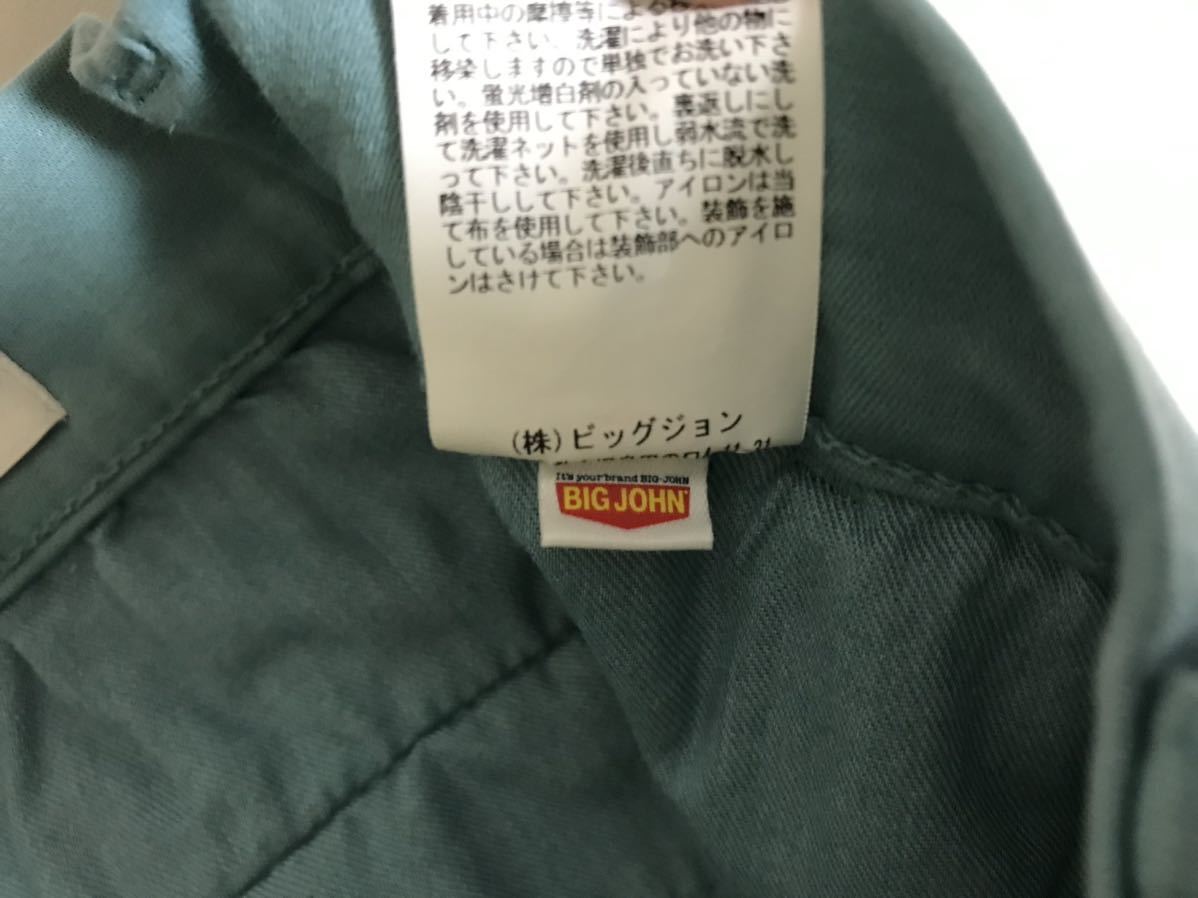 着用中の摩擦等による
して下さい。洗濯により他の物に
移染しますので単独でお洗い下さ
い。蛍光増白剤の入っていない洗
剤を使用して下さい。裏返しにし
て洗濯ネットを使用し弱水流で洗
って下さい。洗濯後直ちに脱水し
陰干しして下さい。アイロンは当
て布を使用して下さい。装飾を施
している場合は装飾部へのアイロ
ンはさけて下さい。
(株)ビッグジョン
It's your brand BIG-JOHN
BIG JOHN